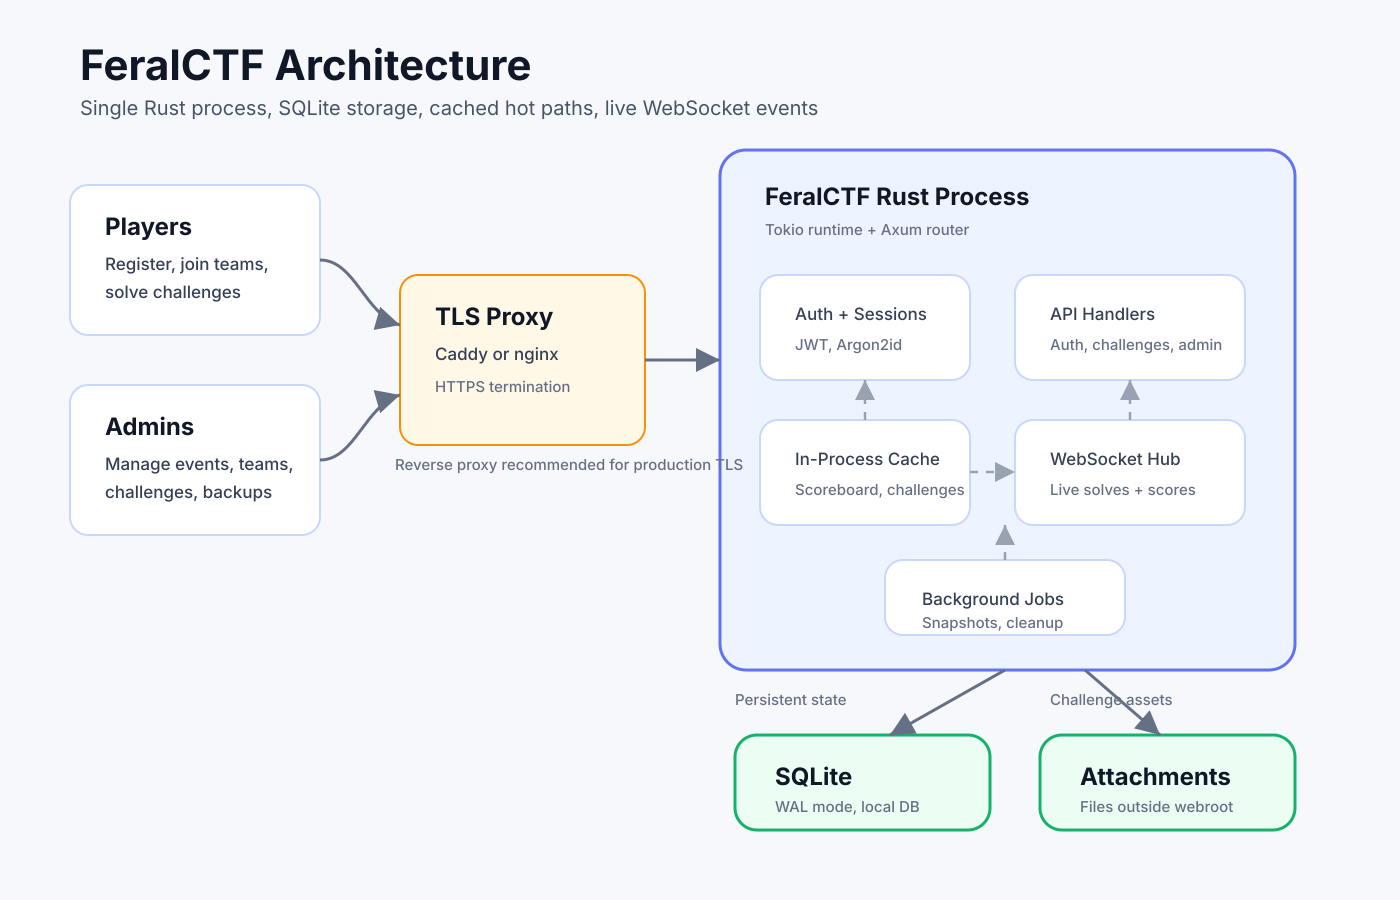 FeralCTF Architecture
Single Rust process, SQLite storage, cached hot paths, live WebSocket events
Players
Register, join teams,
solve challenges
Admins
Manage events, teams,
challenges, backups
TLS Proxy
Caddy or nginx
HTTPS termination
Reverse proxy recommended for production TLS
FeralCTF Rust Process
Tokio runtime + Axum router
Auth + Sessions
JWT, Argon2id
API Handlers
Auth, challenges, admin
In-Process Cache
Scoreboard, challenges
WebSocket Hub
Live solves + scores
Background Jobs
Snapshots, cleanup
Persistent state
Challenge assets
SQLite
WAL mode, local DB
Attachments
Files outside webroot